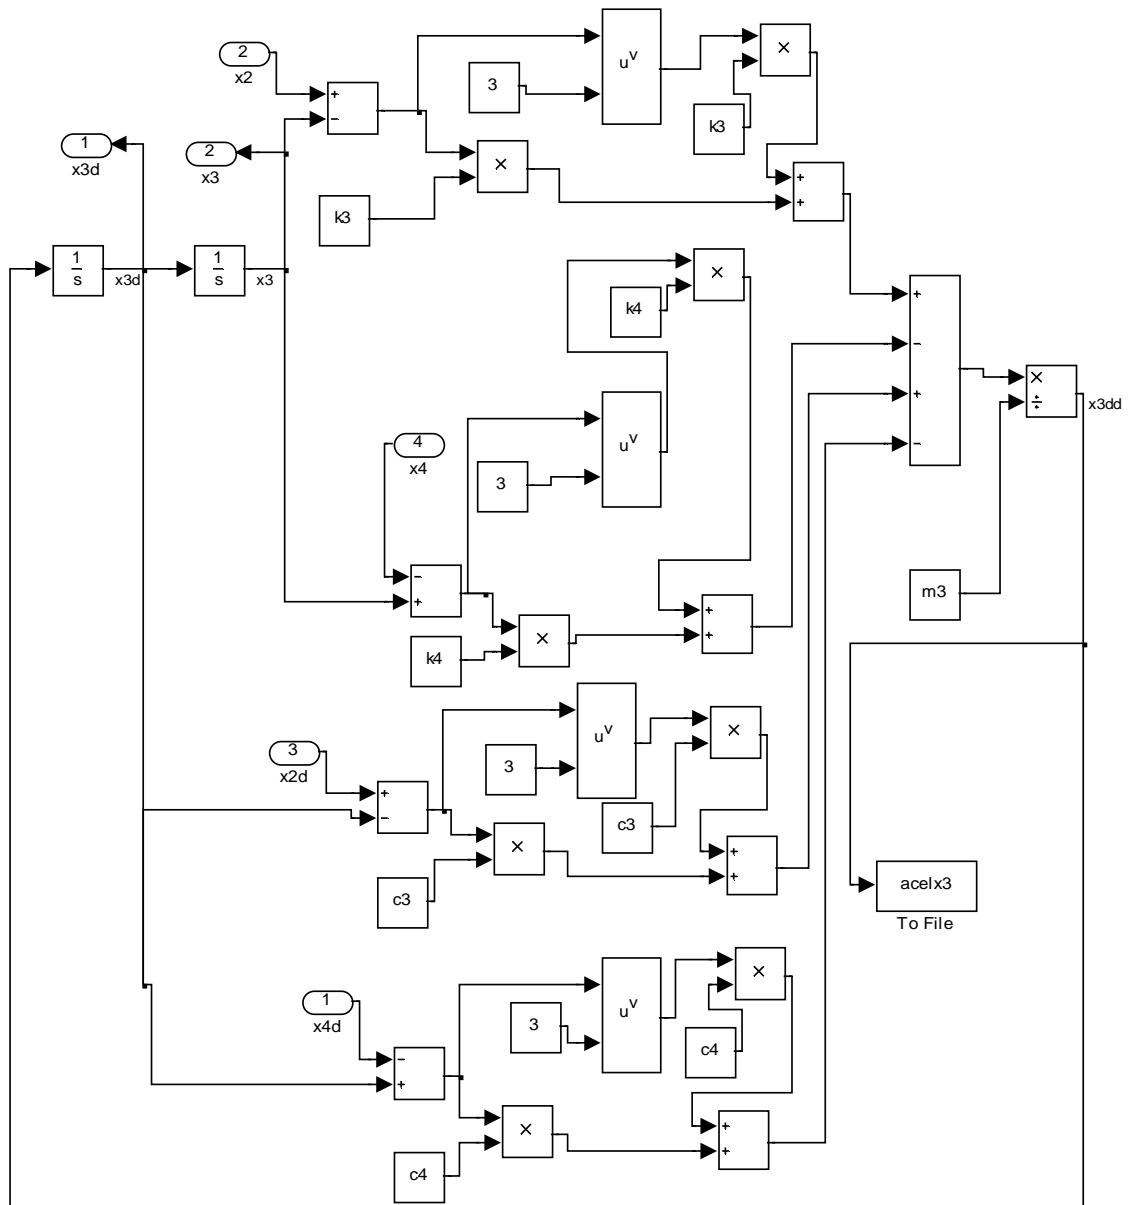 2
x2
+
−
3
u^v
×
k3
1
x3d
2
x3
k3
×
+
+
1/s
x3d
1/s
x3
×
k4
+
−
+
−
×
÷
x3dd
4
x4
3
u^v
−
+
k4
×
+
+
m3
3
x2d
+
−
3
u^v
×
c3
c3
×
+
+
acelx3
To File
1
x4d
−
+
3
u^v
×
c4
c4
×
+
+